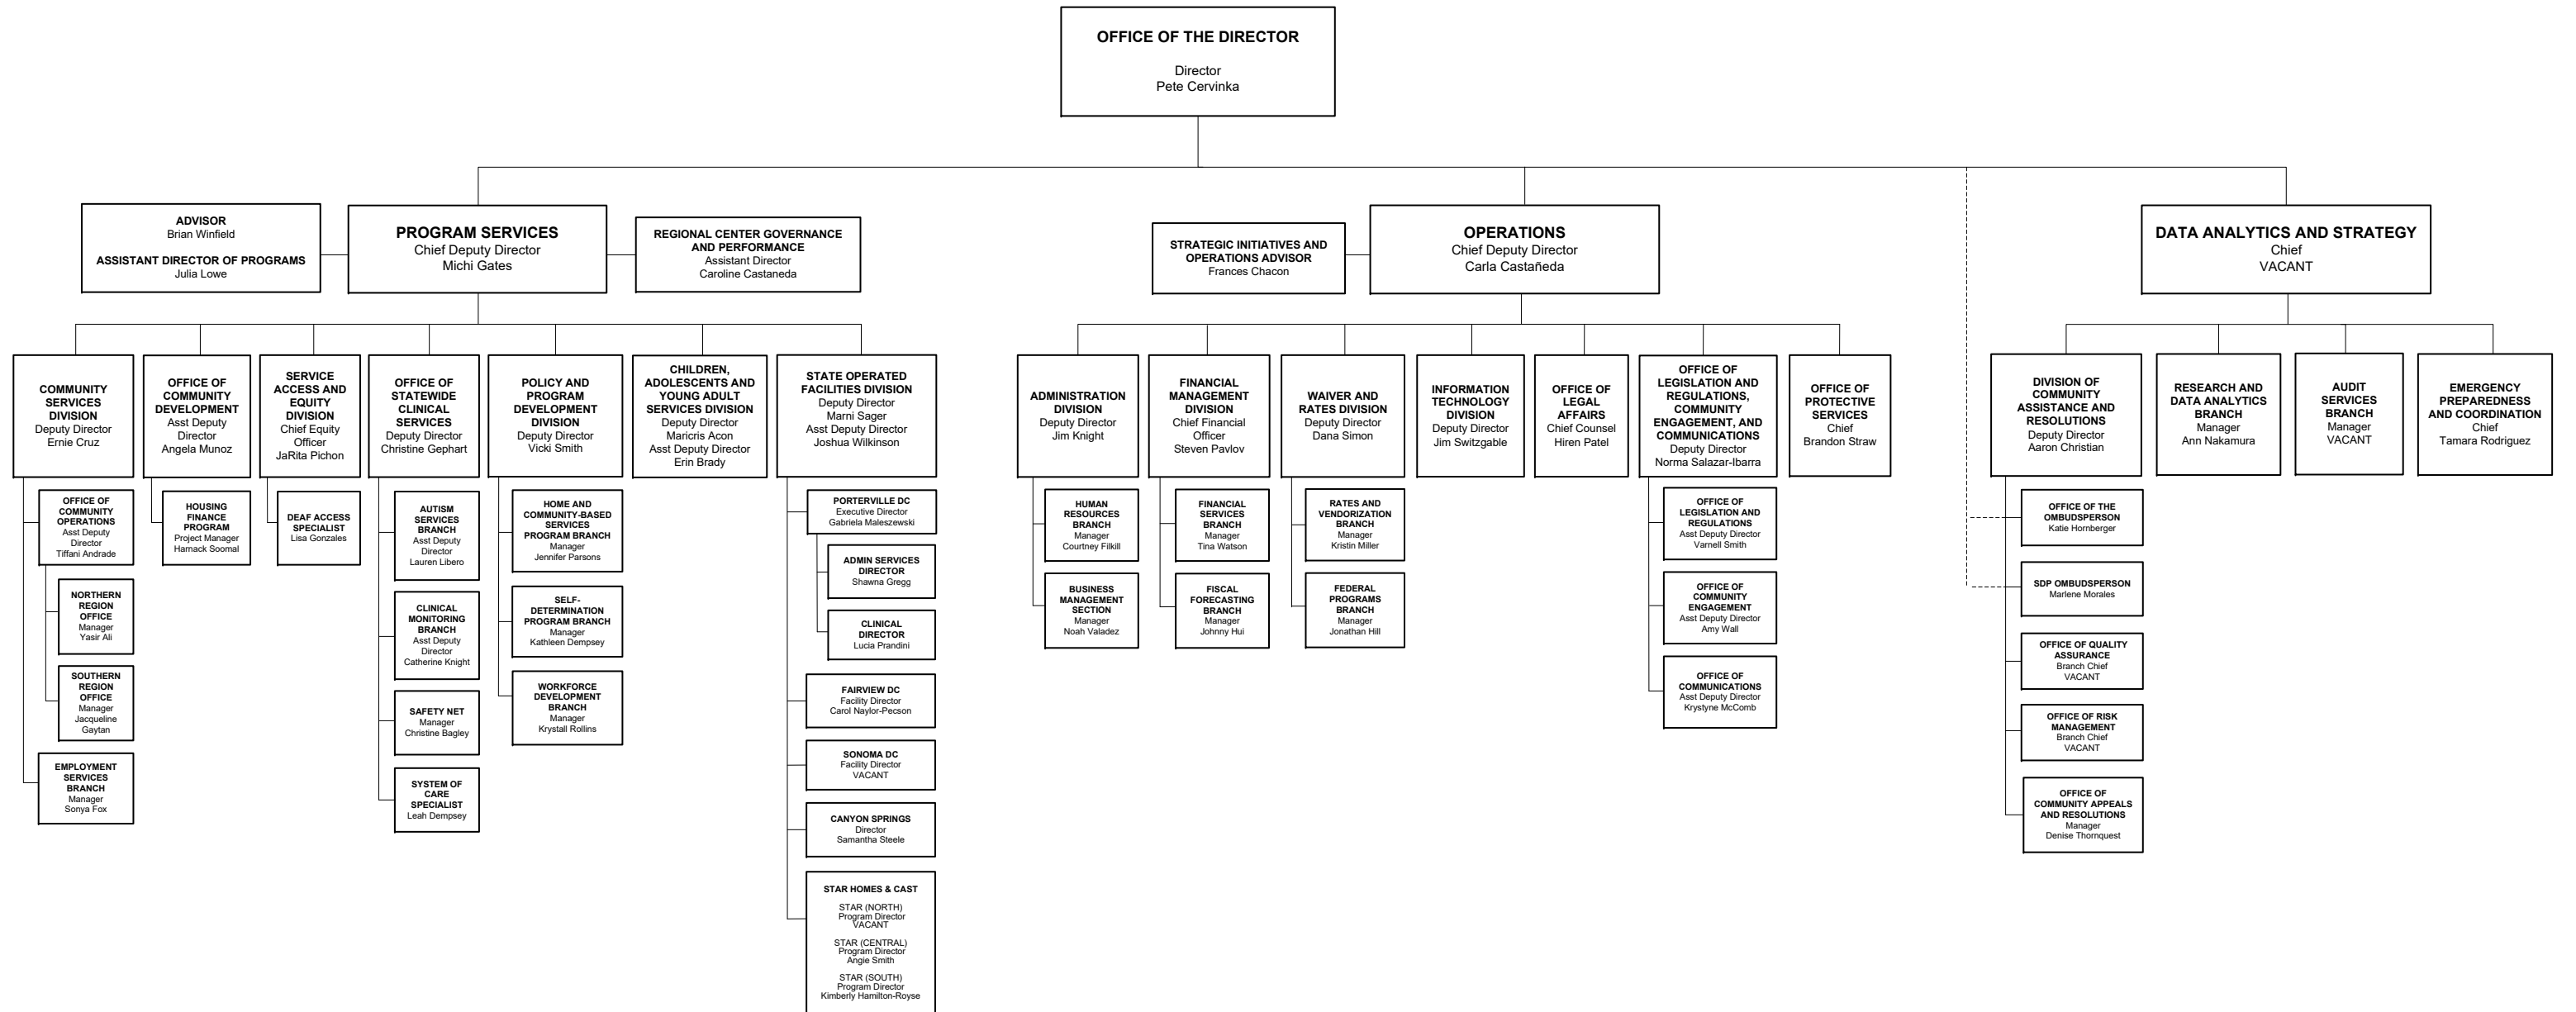 OFFICE OF THE DIRECTOR
Director
Pete Cervinka
ADVISOR
Brian Winfield
ASSISTANT DIRECTOR OF PROGRAMS
Julia Lowe
PROGRAM SERVICES
Chief Deputy Director
Michi Gates
REGIONAL CENTER GOVERNANCE
AND PERFORMANCE
Assistant Director
Caroline Castaneda
STRATEGIC INITIATIVES AND
OPERATIONS ADVISOR
Frances Chacon
OPERATIONS
Chief Deputy Director
Carla Castañeda
DATA ANALYTICS AND STRATEGY
Chief
VACANT
COMMUNITY
SERVICES
DIVISION
Deputy Director
Ernie Cruz
OFFICE OF
COMMUNITY
DEVELOPMENT
Asst Deputy
Director
Angela Munoz
SERVICE
ACCESS AND
EQUITY
DIVISION
Chief Equity
Officer
JaRita Pichon
OFFICE OF
STATEWIDE
CLINICAL
SERVICES
Deputy Director
Christine Gephart
POLICY AND
PROGRAM
DEVELOPMENT
DIVISION
Deputy Director
Vicki Smith
CHILDREN,
ADOLESCENTS AND
YOUNG ADULT
SERVICES DIVISION
Deputy Director
Maricris Acon
Asst Deputy Director
Erin Brady
STATE OPERATED
FACILITIES DIVISION
Deputy Director
Marni Sager
Asst Deputy Director
Joshua Wilkinson
ADMINISTRATION
DIVISION
Deputy Director
Jim Knight
FINANCIAL
MANAGEMENT
DIVISION
Chief Financial
Officer
Steven Pavlov
WAIVER AND
RATES DIVISION
Deputy Director
Dana Simon
INFORMATION
TECHNOLOGY
DIVISION
Deputy Director
Jim Switzgable
OFFICE OF
LEGAL
AFFAIRS
Chief Counsel
Hiren Patel
OFFICE OF
LEGISLATION AND
REGULATIONS,
COMMUNITY
ENGAGEMENT, AND
COMMUNICATIONS
Deputy Director
Norma Salazar-Ibarra
OFFICE OF
PROTECTIVE
SERVICES
Chief
Brandon Straw
DIVISION OF
COMMUNITY
ASSISTANCE AND
RESOLUTIONS
Deputy Director
Aaron Christian
RESEARCH AND
DATA ANALYTICS
BRANCH
Manager
Ann Nakamura
AUDIT
SERVICES
BRANCH
Manager
VACANT
EMERGENCY
PREPAREDNESS
AND COORDINATION
Chief
Tamara Rodriguez
OFFICE OF
COMMUNITY
OPERATIONS
Asst Deputy
Director
Tiffani Andrade
NORTHERN
REGION
OFFICE
Manager
Yasir Ali
SOUTHERN
REGION
OFFICE
Manager
Jacqueline
Gaytan
EMPLOYMENT
SERVICES
BRANCH
Manager
Sonya Fox
HOUSING
FINANCE
PROGRAM
Project Manager
Harnack Soomal
DEAF ACCESS
SPECIALIST
Lisa Gonzales
AUTISM
SERVICES
BRANCH
Asst Deputy
Director
Lauren Libero
CLINICAL
MONITORING
BRANCH
Asst Deputy
Director
Catherine Knight
SAFETY NET
Manager
Christine Bagley
SYSTEM OF
CARE
SPECIALIST
Leah Dempsey
HOME AND
COMMUNITY-BASED
SERVICES
PROGRAM BRANCH
Manager
Jennifer Parsons
SELF-
DETERMINATION
PROGRAM BRANCH
Manager
Kathleen Dempsey
WORKFORCE
DEVELOPMENT
BRANCH
Manager
Krystall Rollins
PORTERVILLE DC
Executive Director
Gabriela Maleszewski
ADMIN SERVICES
DIRECTOR
Shawna Gregg
CLINICAL
DIRECTOR
Lucia Prandini
FAIRVIEW DC
Facility Director
Carol Naylor-Pecson
SONOMA DC
Facility Director
VACANT
CANYON SPRINGS
Director
Samantha Steele
STAR HOMES & CAST
STAR (NORTH)
Program Director
VACANT
STAR (CENTRAL)
Program Director
Angie Smith
STAR (SOUTH)
Program Director
Kimberly Hamilton-Royse
HUMAN
RESOURCES
BRANCH
Manager
Courtney Filkill
BUSINESS
MANAGEMENT
SECTION
Manager
Noah Valadez
FINANCIAL
SERVICES
BRANCH
Manager
Tina Watson
FISCAL
FORECASTING
BRANCH
Manager
Johnny Hui
RATES AND
VENDORIZATION
BRANCH
Manager
Kristin Miller
FEDERAL
PROGRAMS
BRANCH
Manager
Jonathan Hill
OFFICE OF
LEGISLATION AND
REGULATIONS
Asst Deputy Director
Varnell Smith
OFFICE OF
COMMUNITY
ENGAGEMENT
Asst Deputy Director
Amy Wall
OFFICE OF
COMMUNICATIONS
Asst Deputy Director
Krystyne McComb
OFFICE OF THE
OMBUDSPERSON
Katie Hornberger
SDP OMBUDSPERSON
Marlene Morales
OFFICE OF QUALITY
ASSURANCE
Branch Chief
VACANT
OFFICE OF RISK
MANAGEMENT
Branch Chief
VACANT
OFFICE OF
COMMUNITY APPEALS
AND RESOLUTIONS
Manager
Denise Thornquest